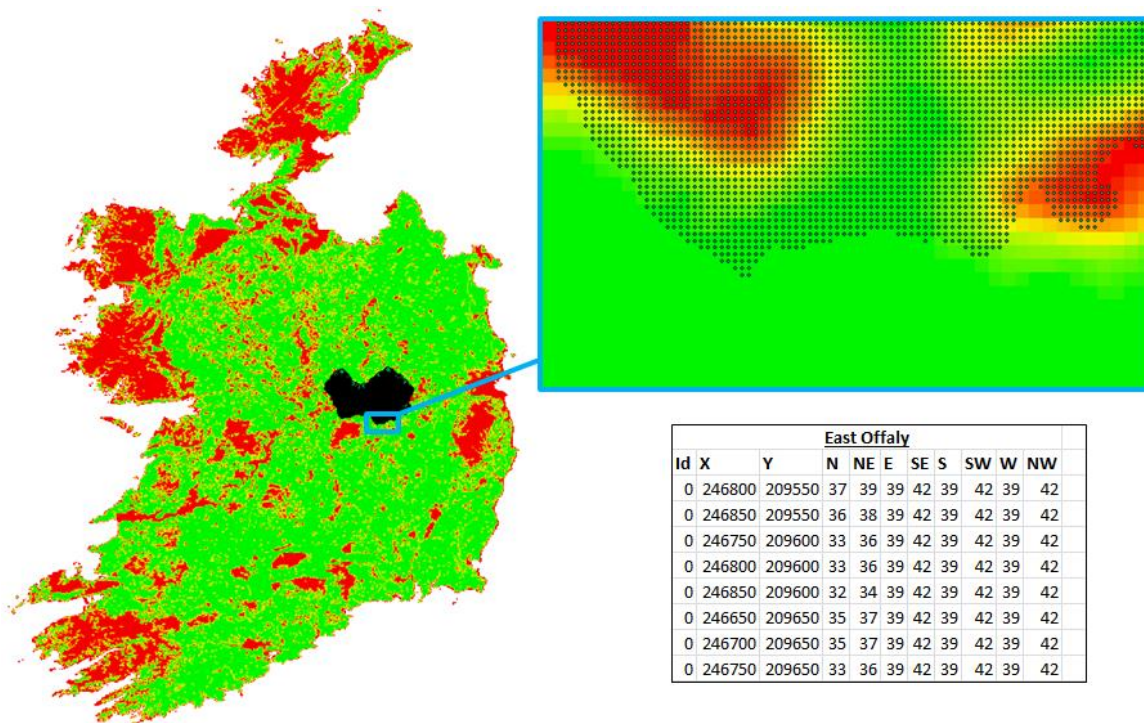 East Offaly
Id X Y N NE E SE S SW W NW
0 246800 209550 37 39 39 42 39 42 39 42
0 246850 209550 36 38 39 42 39 42 39 42
0 246750 209600 33 36 39 42 39 42 39 42
0 246800 209600 33 36 39 42 39 42 39 42
0 246850 209600 32 34 39 42 39 42 39 42
0 246650 209650 35 37 39 42 39 42 39 42
0 246700 209650 35 37 39 42 39 42 39 42
0 246750 209650 33 36 39 42 39 42 39 42